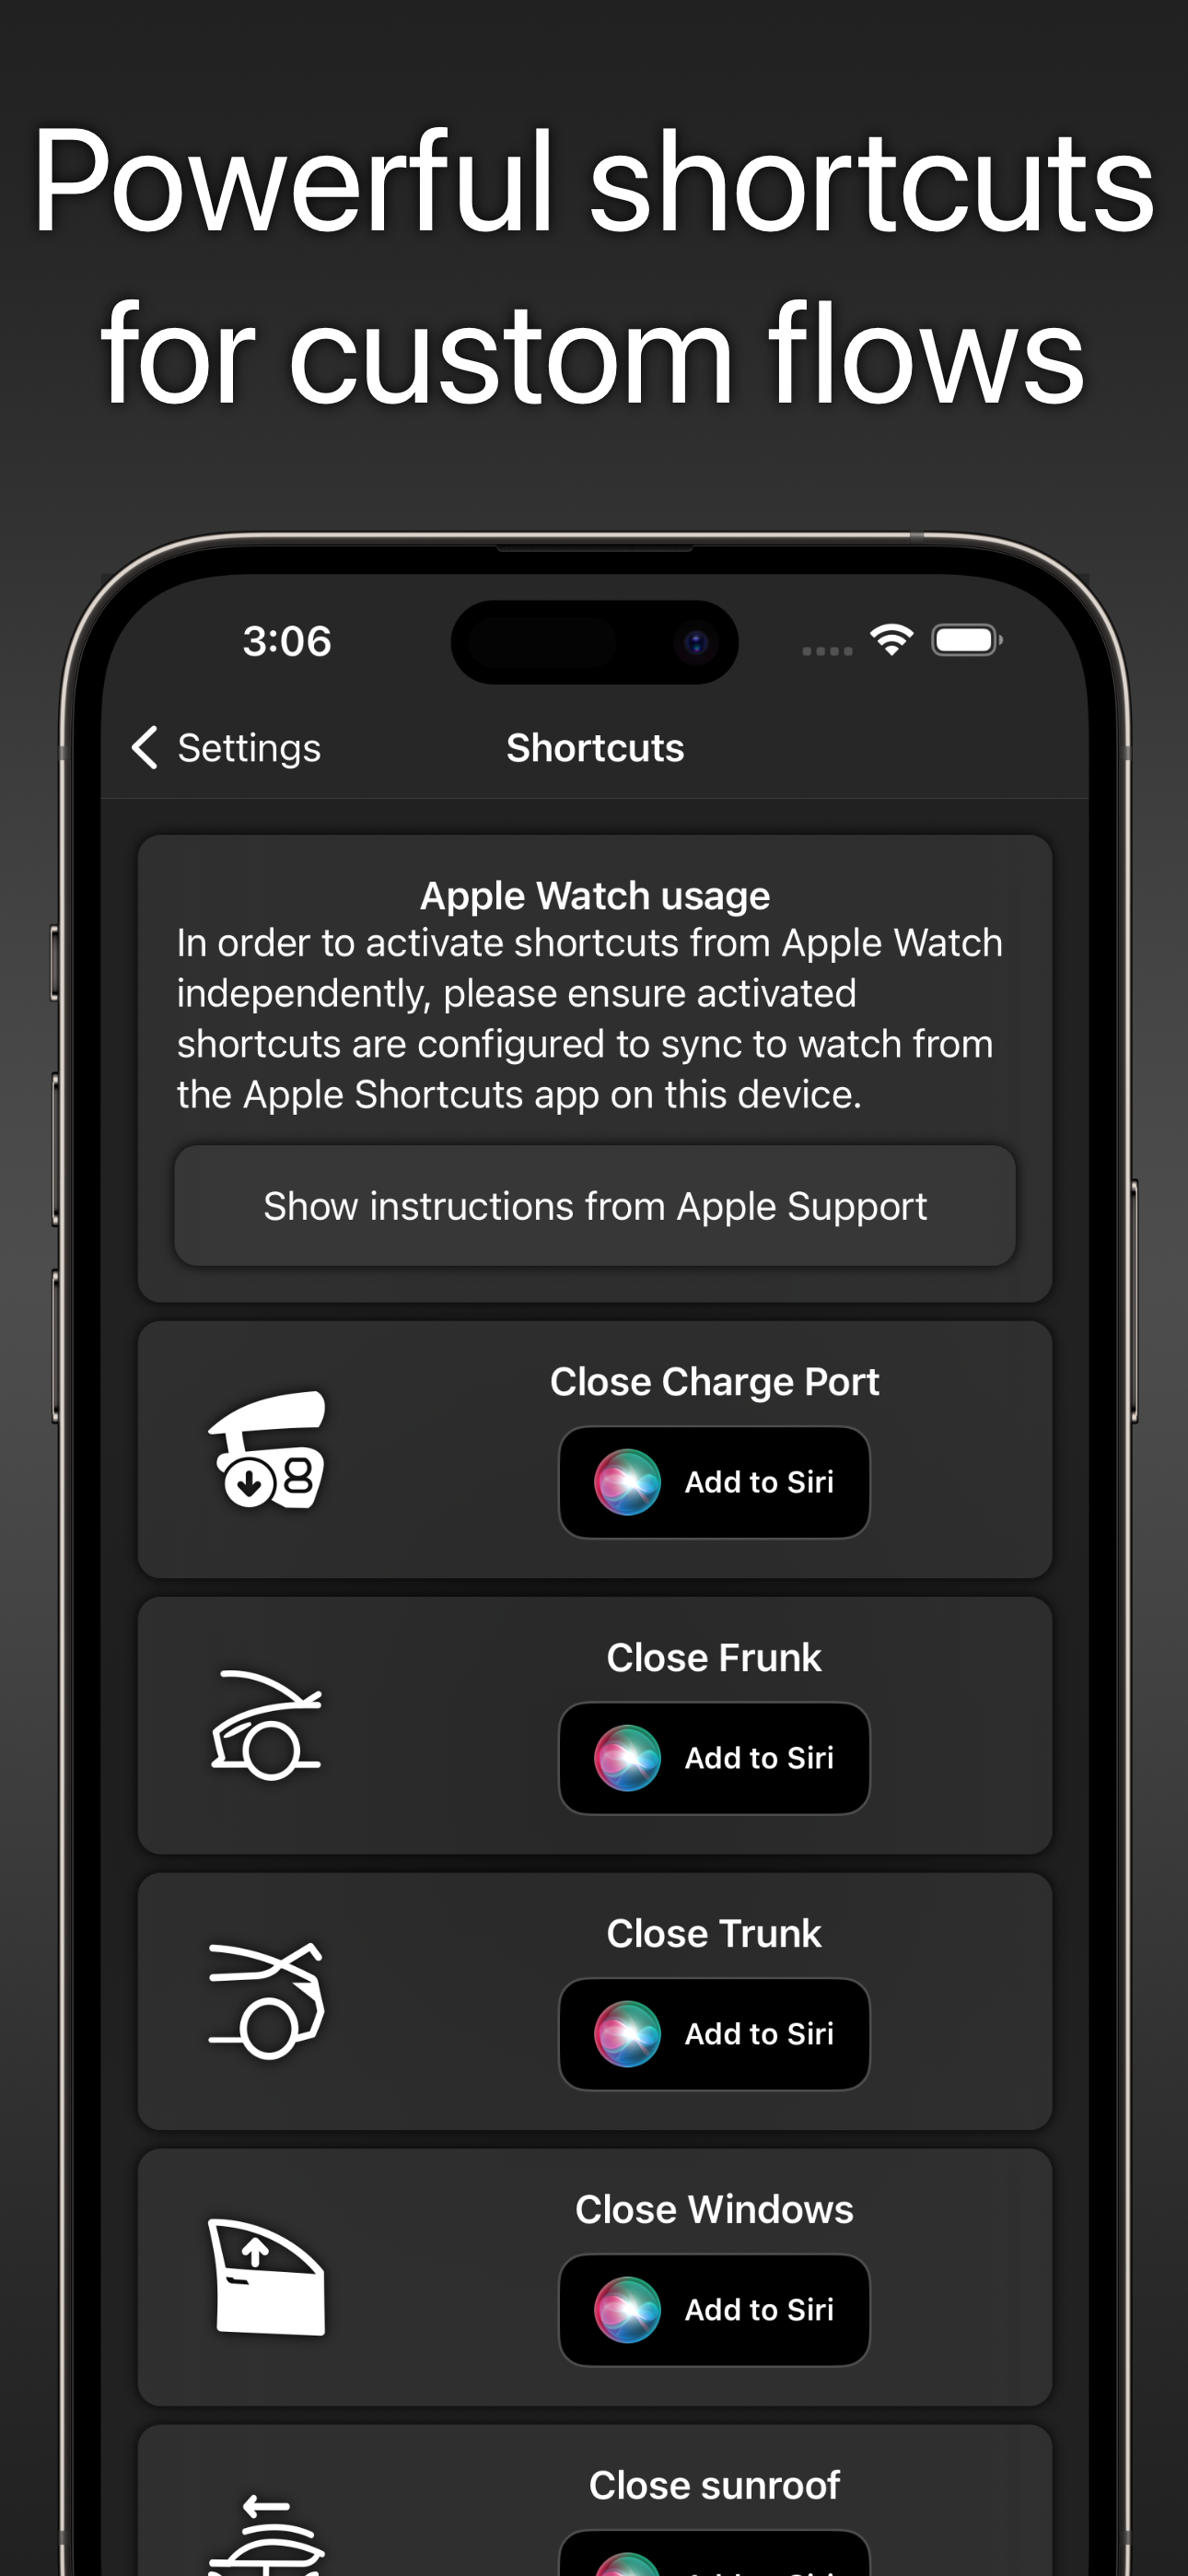 Powerful shortcuts
for custom flows
3:06
Settings
Shortcuts
Apple Watch usage
In order to activate shortcuts from Apple Watch
independently, please ensure activated
shortcuts are configured to sync to watch from
the Apple Shortcuts app on this device.
Show instructions from Apple Support
Close Charge Port
Add to Siri
Close Frunk
Add to Siri
Close Trunk
Add to Siri
Close Windows
Add to Siri
Close sunroof